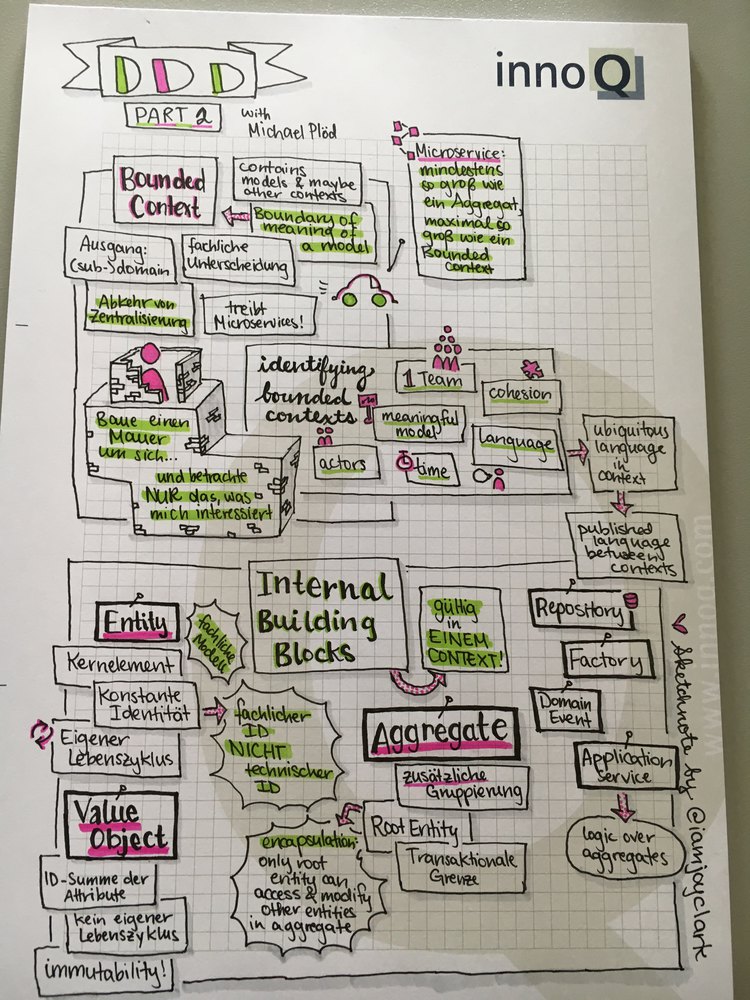 DDD
innoQ
PART 2
with
Michael Plöd
Bounded
Context
contains
models & maybe
other contexts
Boundary of
meaning of
a model
Microservice:
mindestens
so groß wie
ein Aggregat,
maximal so
groß wie ein
Bounded
context
Ausgang:
(sub-)domain
fachliche
Unterscheidung
Abkehr von
Zentralisierung
treibt
Microservices!
Baue einen
Mauer
um sich...
und betrachte
NUR das, was
mich interessiert
identifying
bounded
contexts
1 Team
cohesion
meaningful
model
language
actors
time
ubiquitous
language
in
context
published
language
between
contexts
Internal
Building
Blocks
gültig
in
EINEM
CONTEXT!
Entity
fachliche
Modelle
Kernelement
Konstante
Identität
Eigener
Lebenszyklus
fachlicher
ID
NICHT
technischer
ID
Value
Object
ID-Summe der
Attribute
kein eigener
Lebenszyklus
immutability!
Aggregate
zusätzliche
Gruppierung
Root Entity
Transaktionale
Grenze
encapsulation:
only root
entity can
access & modify
other entities
in aggregate
Repository
Factory
Domain
Event
Application
Service
logic over
aggregates
Sketchnote by @iamjayclark
www.innoq.com